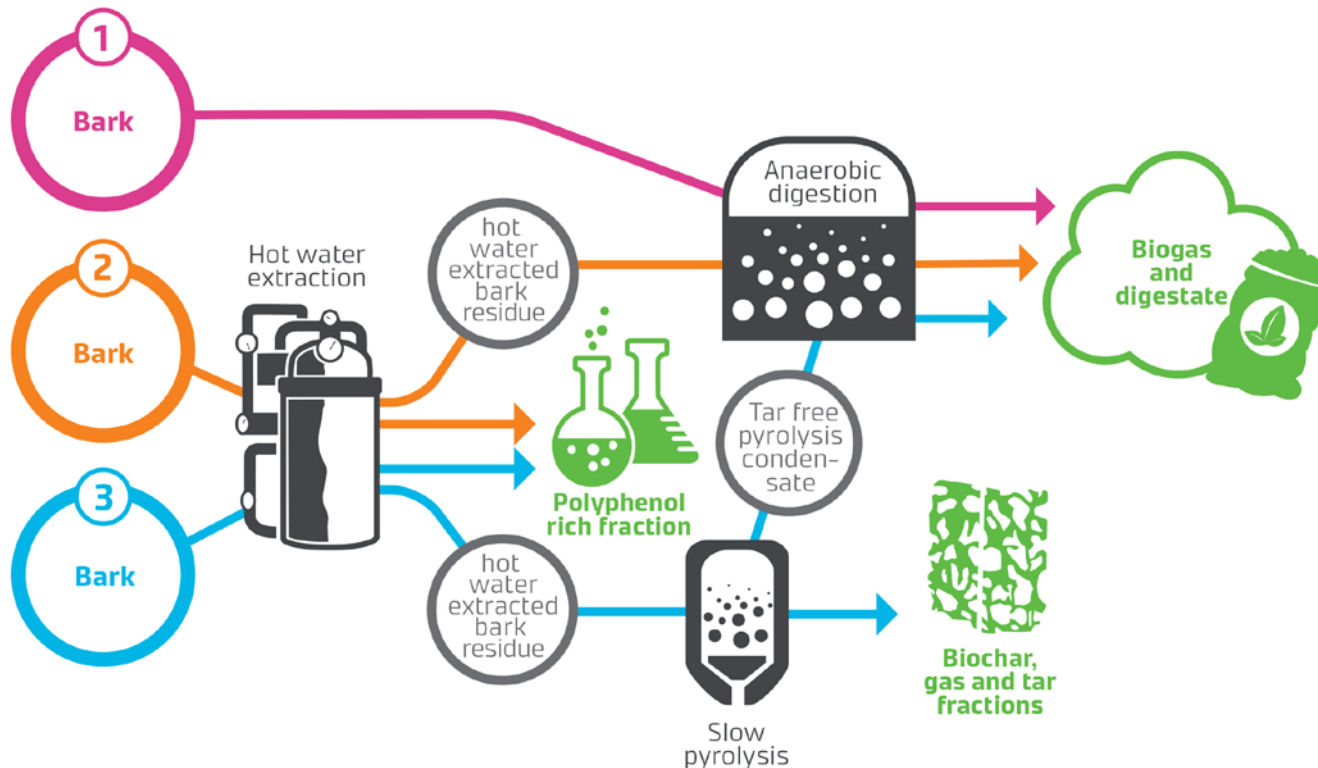 1
Bark
2
Bark
3
Bark
Hot water
extraction
hot
water
extracted
bark
residue
Polyphenol
rich fraction
hot
water
extracted
bark
residue
Anaerobic
digestion
Tar free
pyrolysis
conden-
sate
Slow
pyrolysis
Biogas
and
digestate
Biochar,
gas and tar
fractions